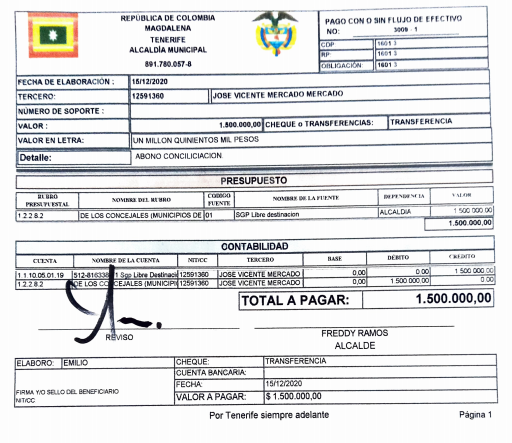 REPÚBLICA DE COLOMBIA
MAGDALENA
TENERIFE
ALCALDÍA MUNICIPAL
891.780.057-8
PAGO CON O SIN FLUJO DE EFECTIVO
NO: 3009 - 1
CDP 1601 3
RP: 1601 3
OBLIGACIÓN: 1601 3
FECHA DE ELABORACIÓN : 15/12/2020
TERCERO: 12591360 JOSE VICENTE MERCADO MERCADO
NÚMERO DE SOPORTE :
VALOR : 1.500.000,00 CHEQUE o TRANSFERENCIAS: TRANSFERENCIA
VALOR EN LETRA: UN MILLON QUINIENTOS MIL PESOS
Detalle: ABONO CONCILICIACION
PRESUPUESTO
RUBRO PRESUPUESTAL NOMBRE DEL RUBRO CODIGO FUENTE NOMBRE DE LA FUENTE DEPENDENCIA VALOR
1.2.2.8.2 DE LOS CONCEJALES (MUNICIPIOS DE 01 SGP Libre destinacion ALCALDIA 1 500 000,00
1.500.000,00
CONTABILIDAD
CUENTA NOMBRE DE LA CUENTA NIT/CC TERCERO BASE DÉBITO CRÉDITO
1.1.10.05.01.19 1 Sgp Libre Destinaci 12591360 JOSE VICENTE MERCADO 0,00 0 00 1 500 000 00
1.2.2.8.2 DE LOS CONCEJALES (MUNICIPI 12591360 JOSE VICENTE MERCADO 0,00 1 500 000,00 0,00
TOTAL A PAGAR: 1.500.000,00
REVISO
FREDDY RAMOS
ALCALDE
ELABORO: EMILIO CHEQUE: TRANSFERENCIA
CUENTA BANCARIA:
FECHA: 15/12/2020
FIRMA Y/O SELLO DEL BENEFICIARIO
NIT/CC
VALOR A PAGAR: $ 1.500.000,00
Por Tenerife siempre adelante Página 1